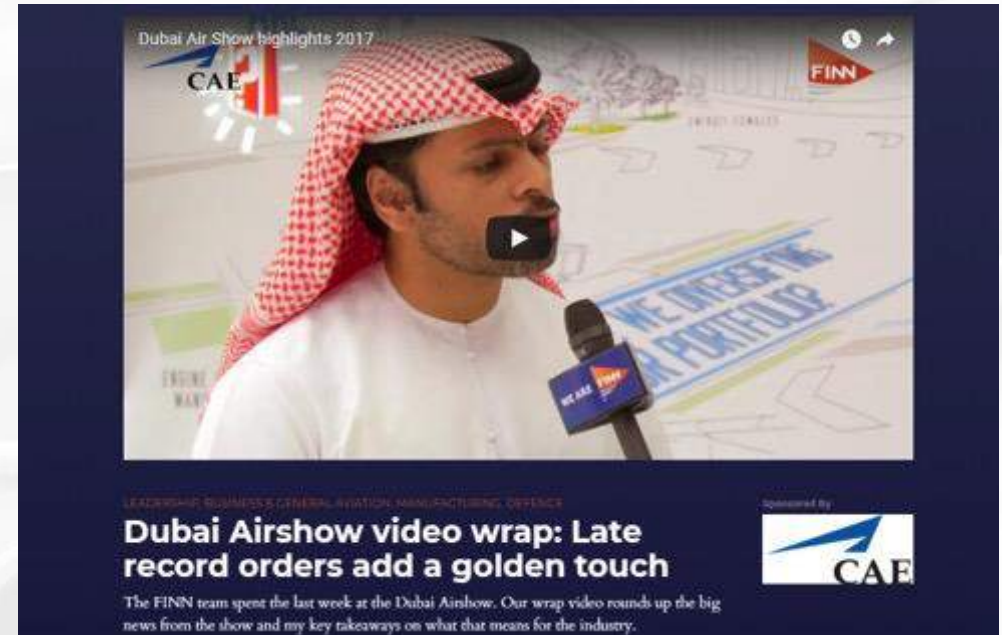 Dubai Air Show highlights 2017
CAE
FINN
ENERGY
WE DIVERSIFYING
R PORTFOLIO?
ENGINE
WE ARE FINN
LEADERSHIP, BUSINESS & GENERAL AVIATION, MANUFACTURING, DEFENCE
Dubai Airshow video wrap: Late
record orders add a golden touch
Sponsored By
CAE
The FINN team spent the last week at the Dubai Airshow. Our wrap video rounds up the big
news from the show and my key takeaways on what that means for the industry.